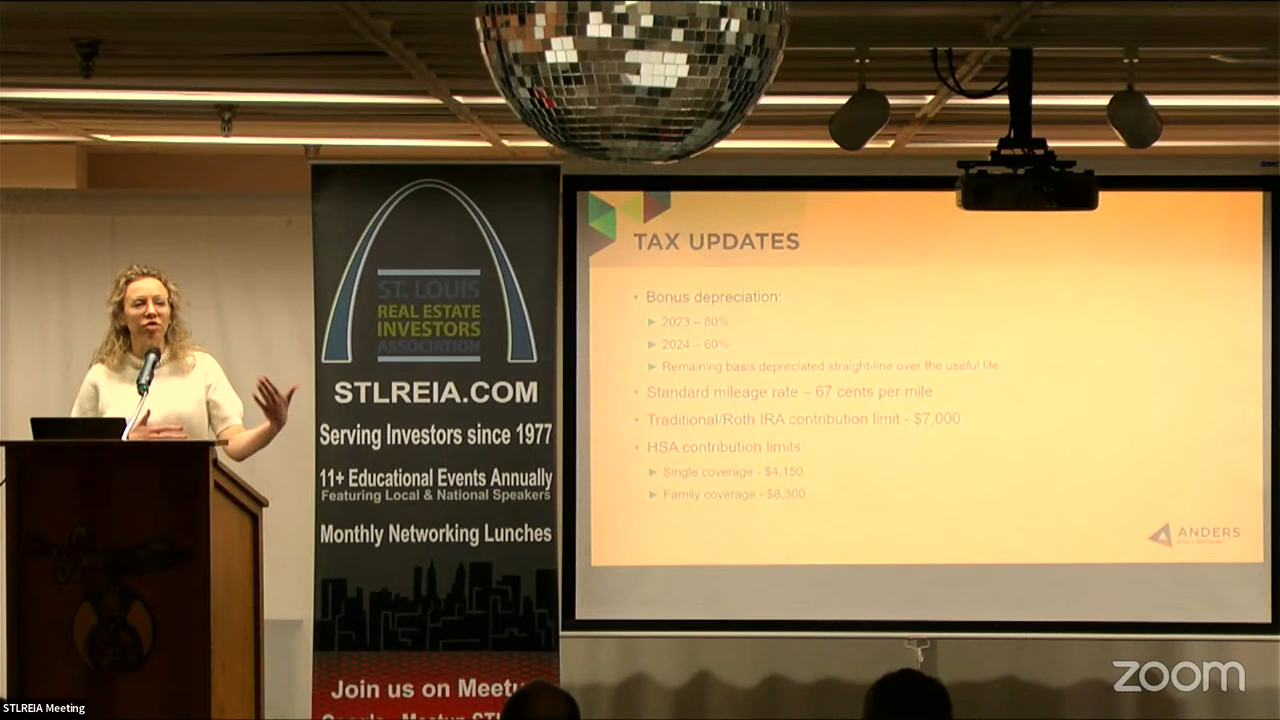 ST. LOUIS
REAL ESTATE
INVESTORS
ASSOCIATION
STLREIA.COM
Serving Investors since 1977
11+ Educational Events Annually
Featuring Local & National Speakers
Monthly Networking Lunches
Join us on Meetu
TAX UPDATES
• Bonus depreciation:
► 2023 – 80%
► 2024 – 60%
► Remaining basis depreciated straight-line over the useful life
• Standard mileage rate – 67 cents per mile
• Traditional/Roth IRA contribution limit - $7,000
• HSA contribution limits:
► Single coverage - $4,150
► Family coverage - $8,300
ANDERS
zoom
STLREIA Meeting